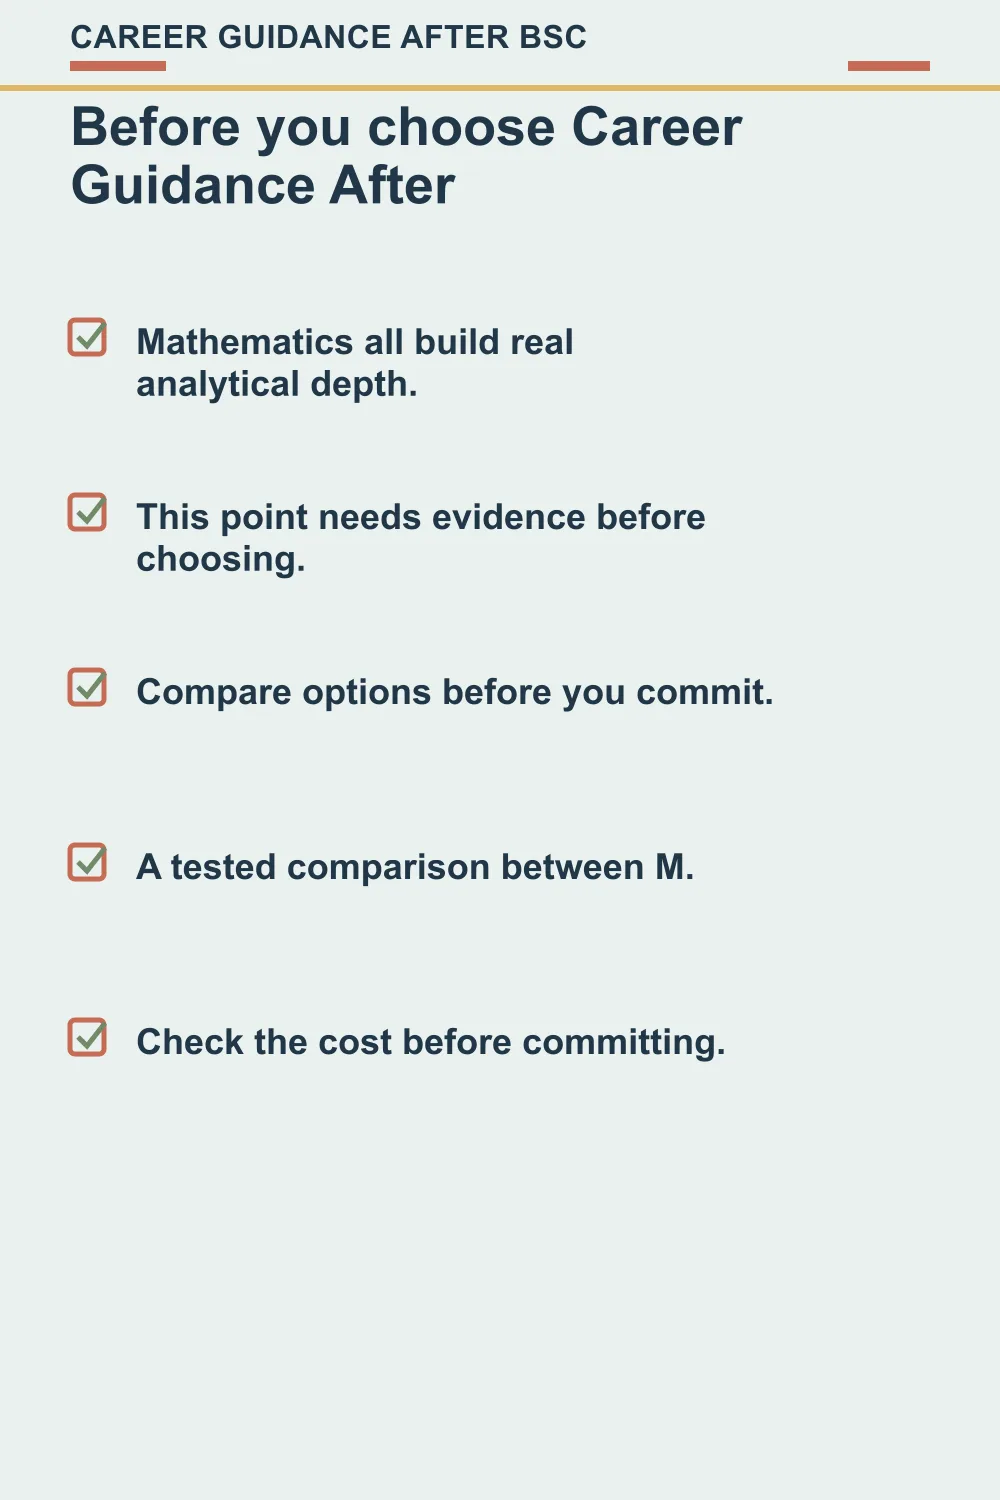 CAREER GUIDANCE AFTER BSC
Before you choose Career
Guidance After
Mathematics all build real
analytical depth.
This point needs evidence before
choosing.
Compare options before you commit.
A tested comparison between M.
Check the cost before committing.